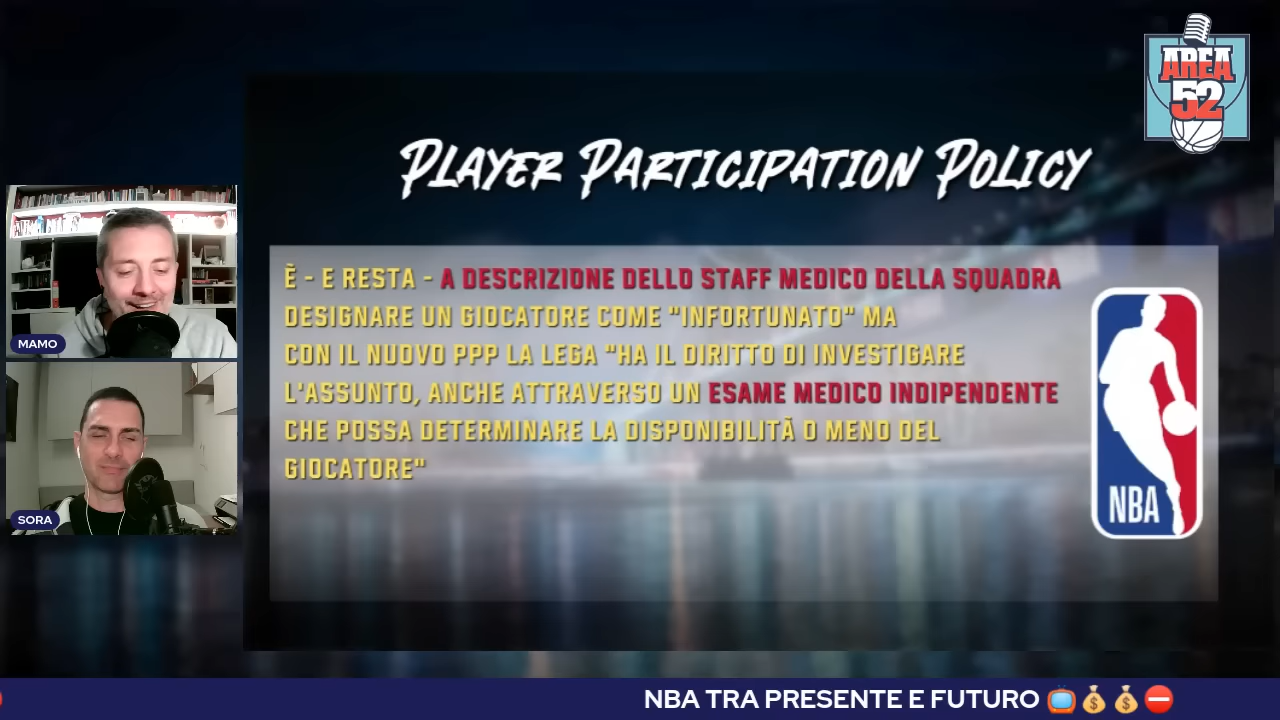 AREA
52
PLAYER PARTICIPATION POLICY
È - E RESTA - A DESCRIZIONE DELLO STAFF MEDICO DELLA SQUADRA
DESIGNARE UN GIOCATORE COME "INFORTUNATO" MA
CON IL NUOVO PPP LA LEGA "HA IL DIRITTO DI INVESTIGARE
L'ASSUNTO, ANCHE ATTRAVERSO UN ESAME MEDICO INDIPENDENTE
CHE POSSA DETERMINARE LA DISPONIBILITÀ O MENO DEL
GIOCATORE"
NBA
MAMO
SORA
NBA TRA PRESENTE E FUTURO 📺💰💰⛔